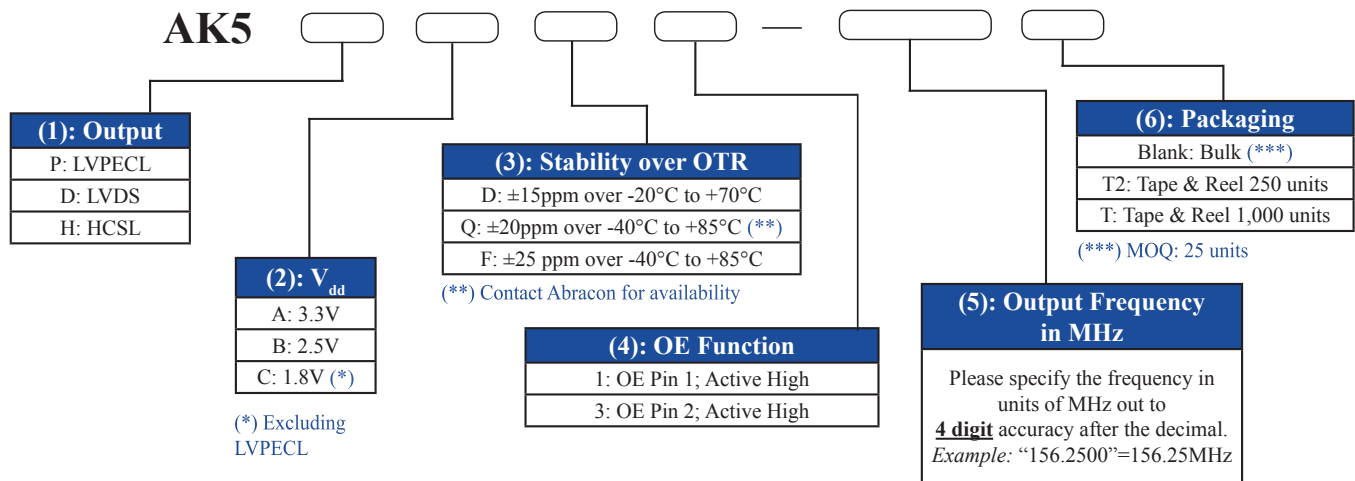 AK5 —
(1): Output
P: LVPECL
D: LVDS
H: HCSL
(2): Vdd
A: 3.3V
B: 2.5V
C: 1.8V (*)
(*) Excluding
LVPECL
(3): Stability over OTR
D: ±15ppm over -20°C to +70°C
Q: ±20ppm over -40°C to +85°C (**)
F: ±25 ppm over -40°C to +85°C
(**) Contact Abracon for availability
(4): OE Function
1: OE Pin 1; Active High
3: OE Pin 2; Active High
(5): Output Frequency
in MHz
Please specify the frequency in
units of MHz out to
4 digit accuracy after the decimal.
Example: “156.2500”=156.25MHz
(6): Packaging
Blank: Bulk (***)
T2: Tape & Reel 250 units
T: Tape & Reel 1,000 units
(***) MOQ: 25 units